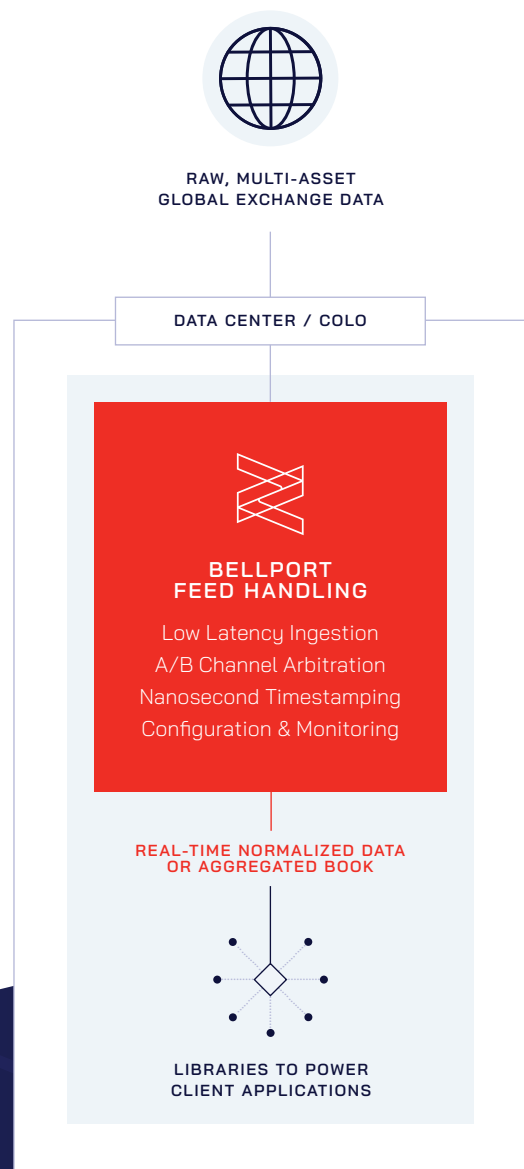 RAW, MULTI-ASSET
GLOBAL EXCHANGE DATA
DATA CENTER / COLO
BELLPORT
FEED HANDLING
Low Latency Ingestion
A/B Channel Arbitration
Nanosecond Timestamping
Configuration & Monitoring
REAL-TIME NORMALIZED DATA
OR AGGREGATED BOOK
LIBRARIES TO POWER
CLIENT APPLICATIONS